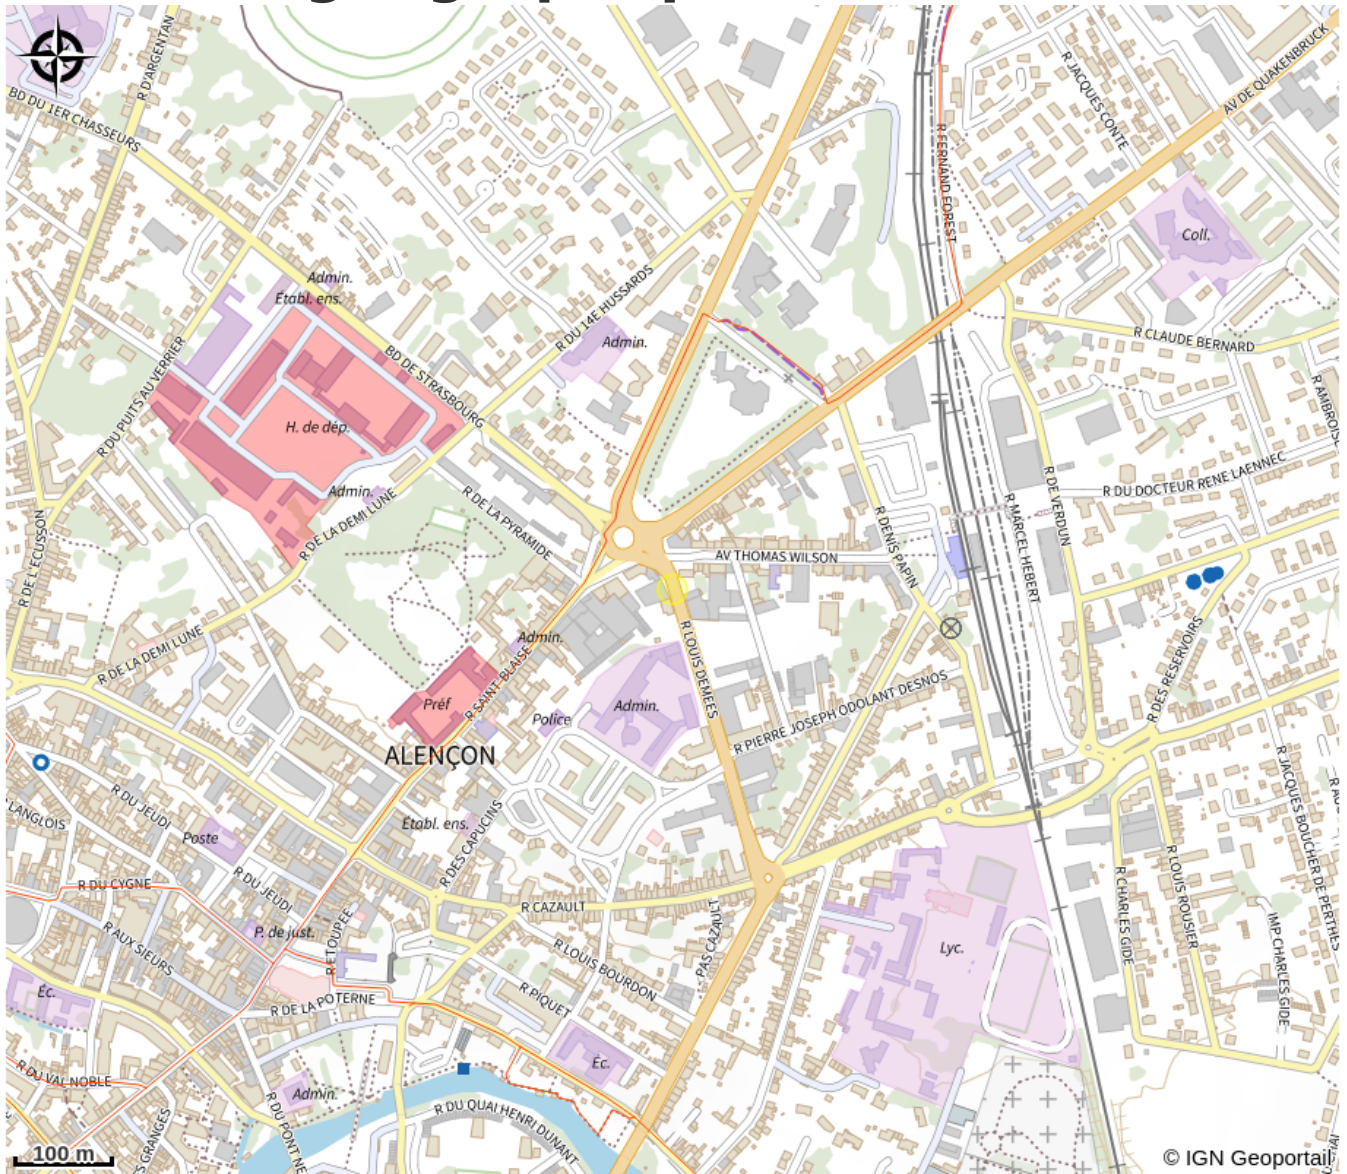 R D'ARGENTAN
BD DU 1ER CHASSEURS
R JACQUES CONTE
AV DE QUAKENBRUCK
R FERNAND FOREST
Coll.
Admin.
Établ. ens.
R DU 14E HUSSARDS
Admin.
R CLAUDE BERNARD
BD DE STRASBOURG
R DU PUITS AU VERRIER
H. de dép.
Admin.
R DE LA DEMI LUNE
R DE LA PYRAMIDE
R DU DOCTEUR RENE LAENNEC
R DE VERDUN
R MARCEL HEBERT
R DENIS PAPIN
AV THOMAS WILSON
R DE L'ECUSSON
R DE LA DEMI LUNE
Admin.
R SAINT-BLAISE
R LOUIS DEMEES
Préf
Police
Admin.
R PIERRE JOSEPH ODOLANT DESNOS
R DES RESERVOIRS
ALENÇON
R DU JEUDI
LANGLOIS
Poste
Établ. ens.
R DES CAPUCINS
R JACQUES BOUCHER DE PERTHES
R DU CYGNE
R DU JEUDI
R CAZAULT
PAS CAZAULT
R LOUIS ROUSIER
R CHARLES GIDE
IMP CHARLES GIDE
R AUX SIEURS
P. de just.
R ETOUPEE
R LOUIS BOURDON
Lyc.
Éc.
R DE LA POTERNE
R PIQUET
Éc.
R DU VAL NOBLE
Admin.
R DU PONT NE
R DU QUAI HENRI DUNANT
GRANGES
100 m
© IGN Geoportail